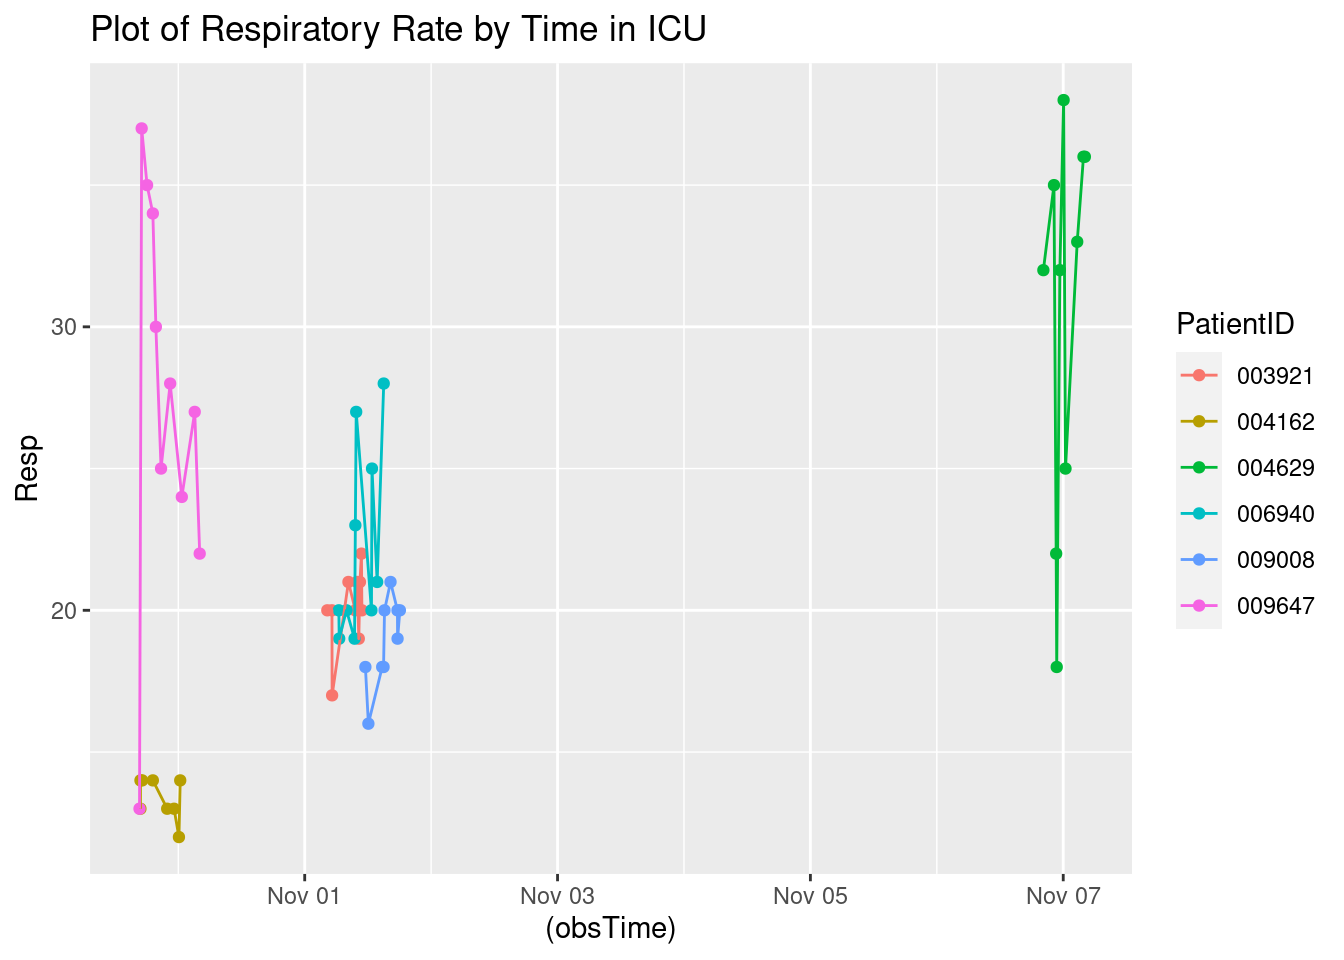 Plot of Respiratory Rate by Time in ICU
Resp
30
20
Nov 01
Nov 03
Nov 05
Nov 07
(obsTime)
PatientID
003921
004162
004629
006940
009008
009647